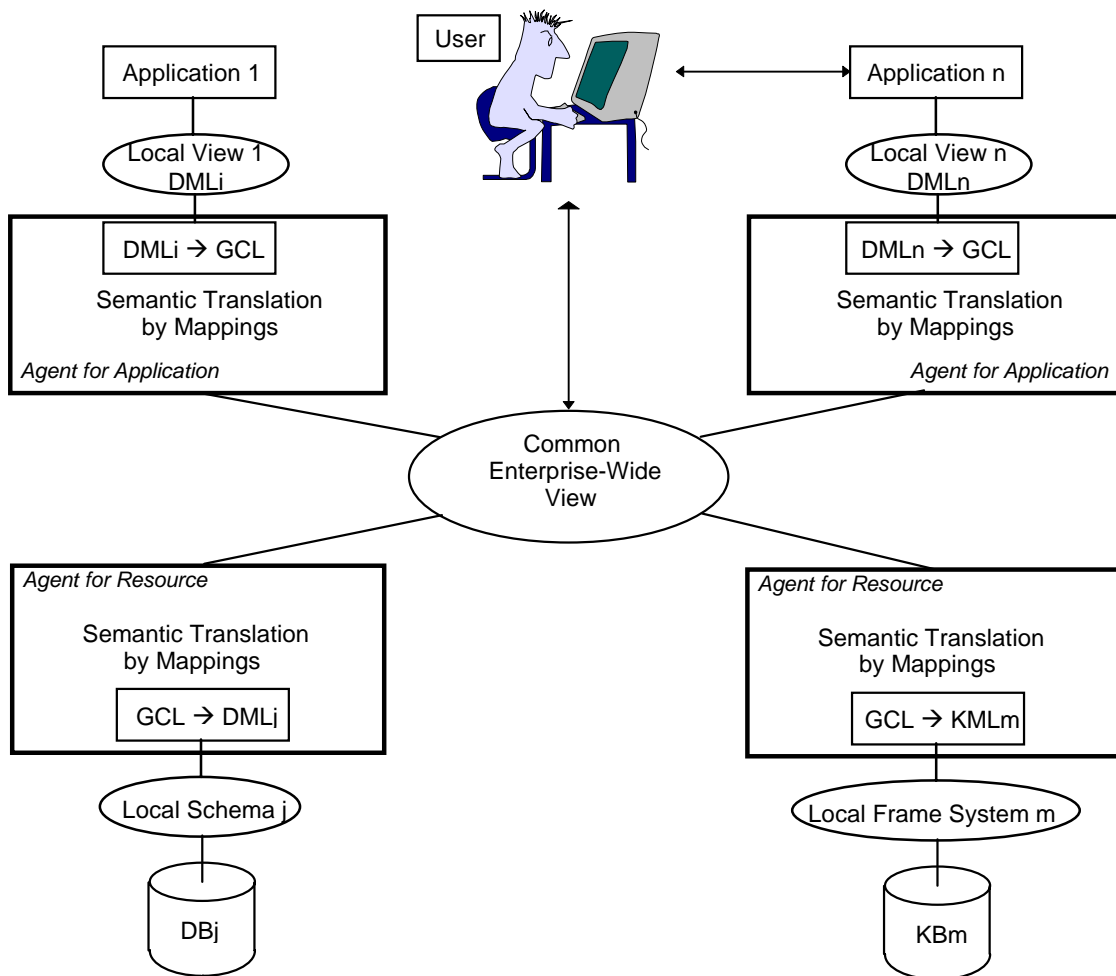 User
Application 1
Application n
Local View 1
DMLi
Local View n
DMLn
DMLi → GCL
DMLn → GCL
Semantic Translation
by Mappings
Semantic Translation
by Mappings
Agent for Application
Agent for Application
Common
Enterprise-Wide
View
Agent for Resource
Agent for Resource
Semantic Translation
by Mappings
Semantic Translation
by Mappings
GCL → DMLj
GCL → KMLm
Local Schema j
Local Frame System m
DBj
KBm